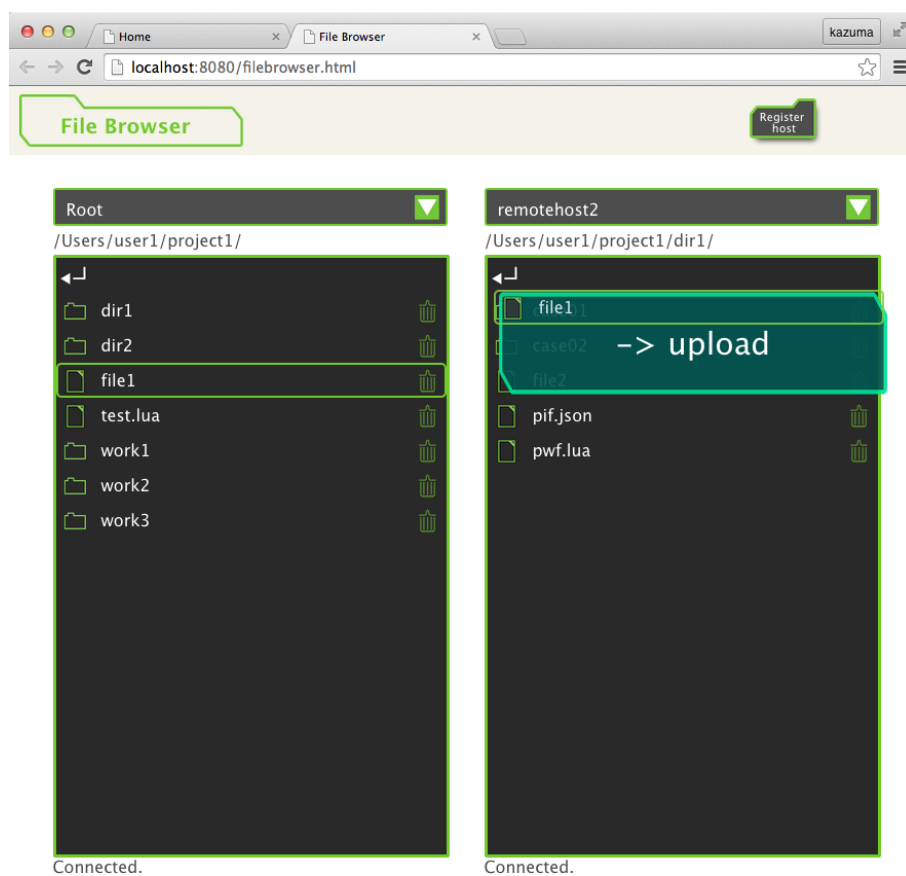 Home
File Browser
kazuma
localhost:8080/filebrowser.html
File Browser
Register
host
Root
/Users/user1/project1/
dir1
dir2
file1
test.lua
work1
work2
work3
Connected.
remotehost2
/Users/user1/project1/dir1/
file1
case02
-> upload
file2
pif.json
pwf.lua
Connected.